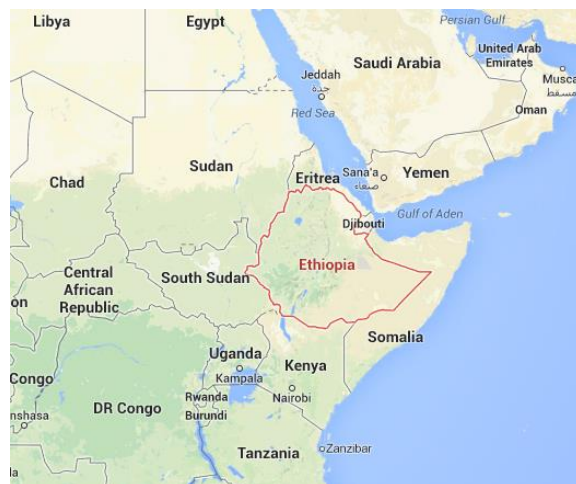 Libya
Egypt
Persian Gulf
Saudi Arabia
United Arab
Emirates
Jeddah
جدة
Musca
مسقط
Oman
Red Sea
Sudan
Chad
Eritrea
Sana'a
صنعاء
Yemen
Djibouti
Gulf of Aden
Ethiopia
South Sudan
Central
African
Republic
on
Somalia
Uganda
Kampala
Kenya
Congo
Rwanda
Nairobi
DR Congo
Burundi
nshasa
Tanzania
Zanzibar
la